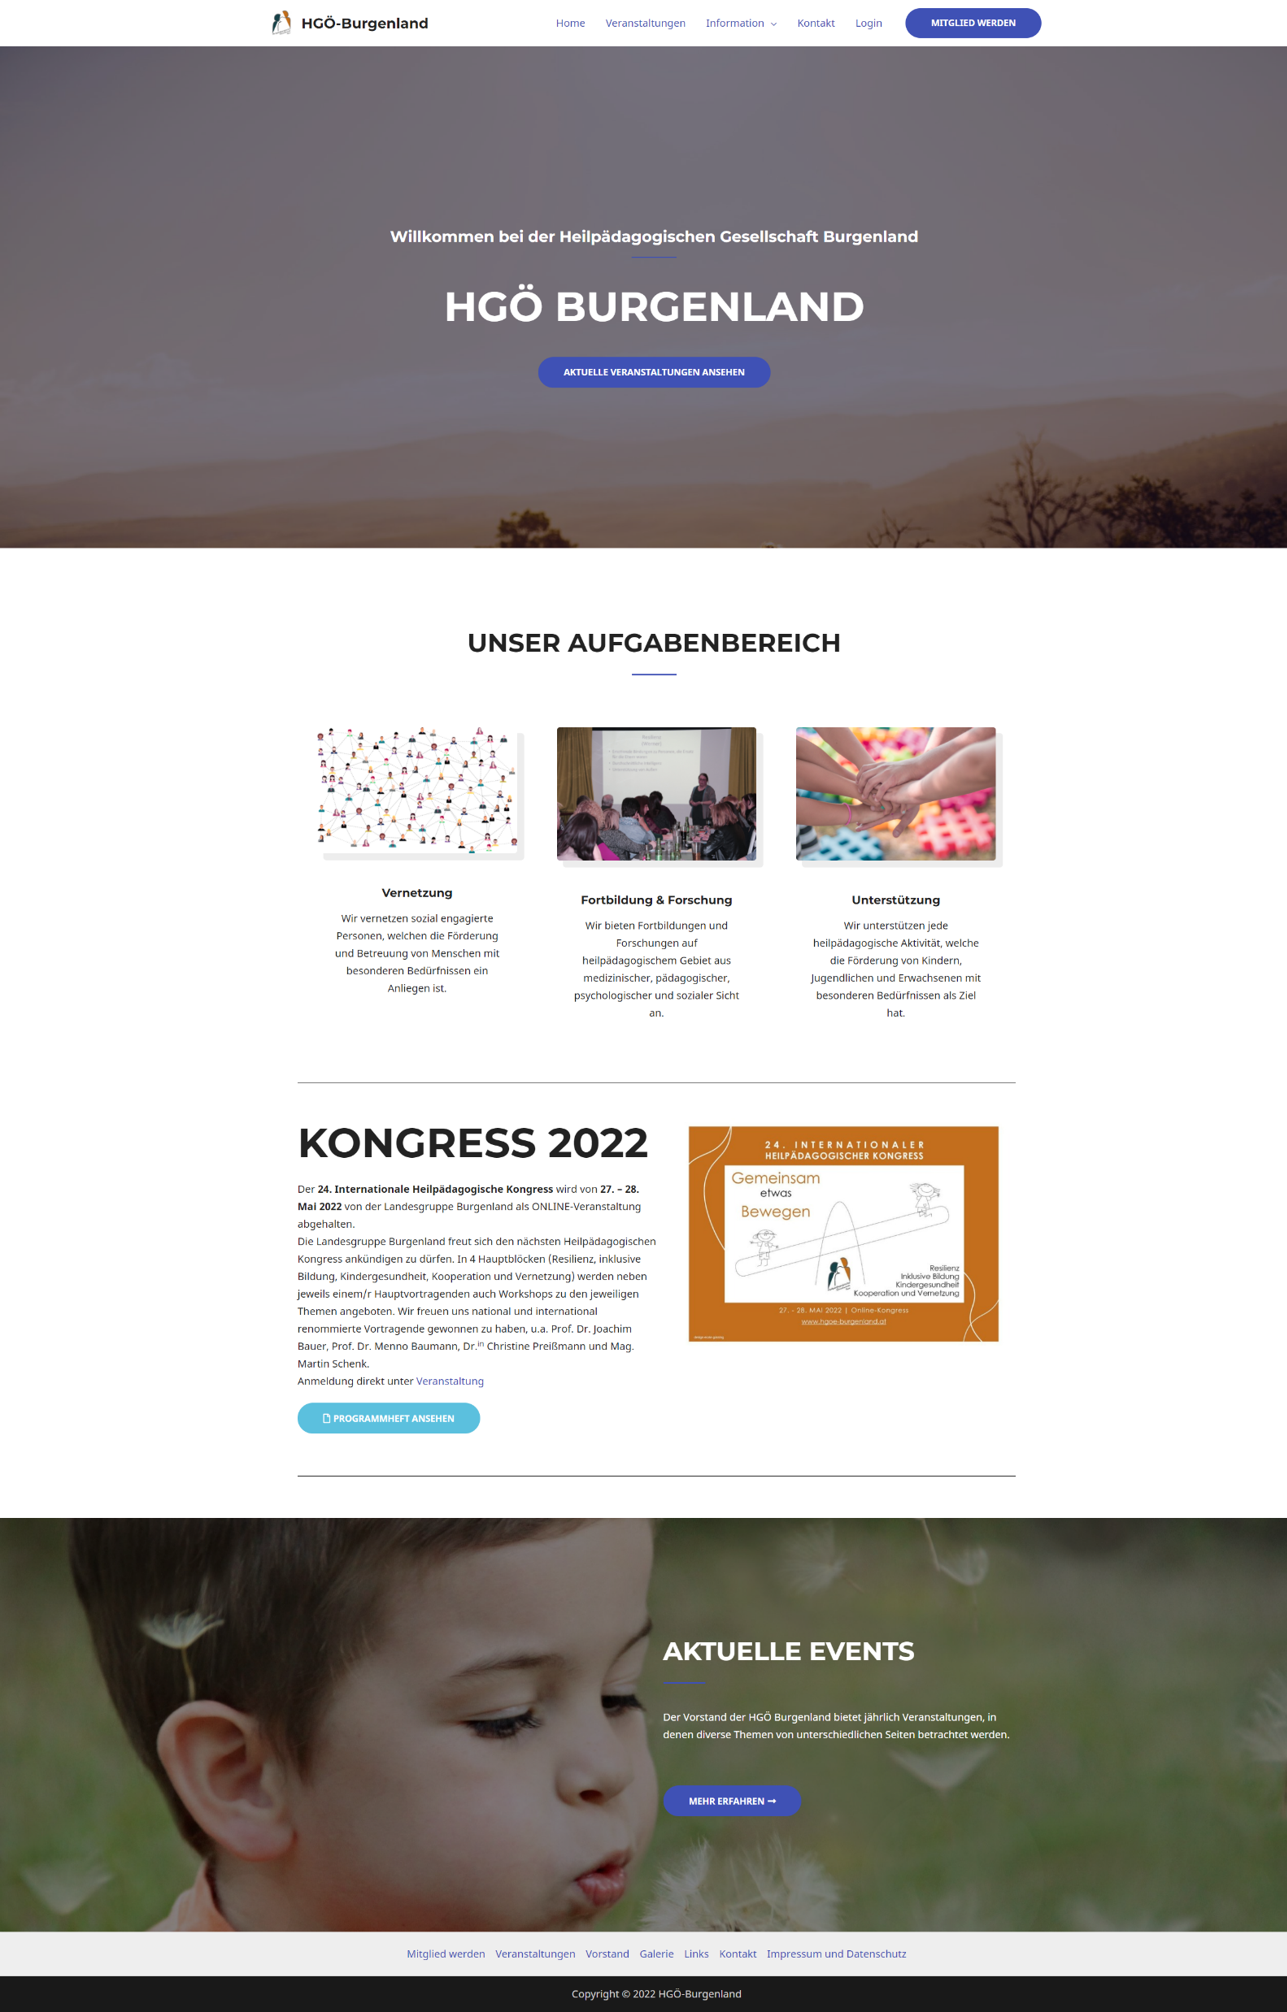 HGÖ-Burgenland
Home Veranstaltungen Information Kontakt Login MITGLIED WERDEN
Willkommen bei der Heilpädagogischen Gesellschaft Burgenland
HGÖ BURGENLAND
AKTUELLE VERANSTALTUNGEN ANSEHEN
UNSER AUFGABENBEREICH
Vernetzung
Wir vernetzen sozial engagierte
Personen, welchen die Förderung
und Betreuung von Menschen mit
besonderen Bedürfnissen ein
Anliegen ist.
Fortbildung & Forschung
Wir bieten Fortbildungen und
Forschungen auf
heilpädagogischem Gebiet aus
medizinischer, pädagogischer,
psychologischer und sozialer Sicht
an.
Unterstützung
Wir unterstützen jede
heilpädagogische Aktivität, welche
die Förderung von Kindern,
Jugendlichen und Erwachsenen mit
besonderen Bedürfnissen als Ziel
hat.
KONGRESS 2022
Der 24. Internationale Heilpädagogische Kongress wird von 27. – 28.
Mai 2022 von der Landesgruppe Burgenland als ONLINE-Veranstaltung
abgehalten.
Die Landesgruppe Burgenland freut sich den nächsten Heilpädagogischen
Kongress ankündigen zu dürfen. In 4 Hauptblöcken (Resilienz, inklusive
Bildung, Kindergesundheit, Kooperation und Vernetzung) werden neben
jeweils einem/r Hauptvortragenden auch Workshops zu den jeweiligen
Themen angeboten. Wir freuen uns national und international
renommierte Vortragende gewonnen zu haben, u.a. Prof. Dr. Joachim
Bauer, Prof. Dr. Menno Baumann, Dr.in Christine Preißmann und Mag.
Martin Schenk.
Anmeldung direkt unter Veranstaltung
PROGRAMMHEFT ANSEHEN
24. INTERNATIONALER
HEILPÄDAGOGISCHER KONGRESS
Gemeinsam
etwas
Bewegen
Resilienz
Inklusive Bildung
Kindergesundheit
Kooperation und Vernetzung
27. - 28. MAI 2022 | Online-Kongress
www.hgoe-burgenland.at
AKTUELLE EVENTS
Der Vorstand der HGÖ Burgenland bietet jährlich Veranstaltungen, in
denen diverse Themen von unterschiedlichen Seiten betrachtet werden.
MEHR ERFAHREN →
Mitglied werden Veranstaltungen Vorstand Galerie Links Kontakt Impressum und Datenschutz
Copyright © 2022 HGÖ-Burgenland